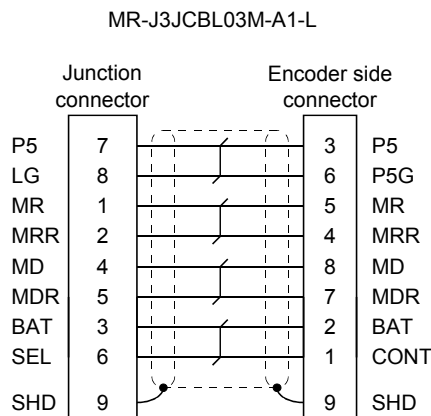 MR-J3JCBL03M-A1-L
Junction connector
Encoder side connector
P5 7 3 P5
LG 8 6 P5G
MR 1 5 MR
MRR 2 4 MRR
MD 4 8 MD
MDR 5 7 MDR
BAT 3 2 BAT
SEL 6 1 CONT
SHD 9 9 SHD